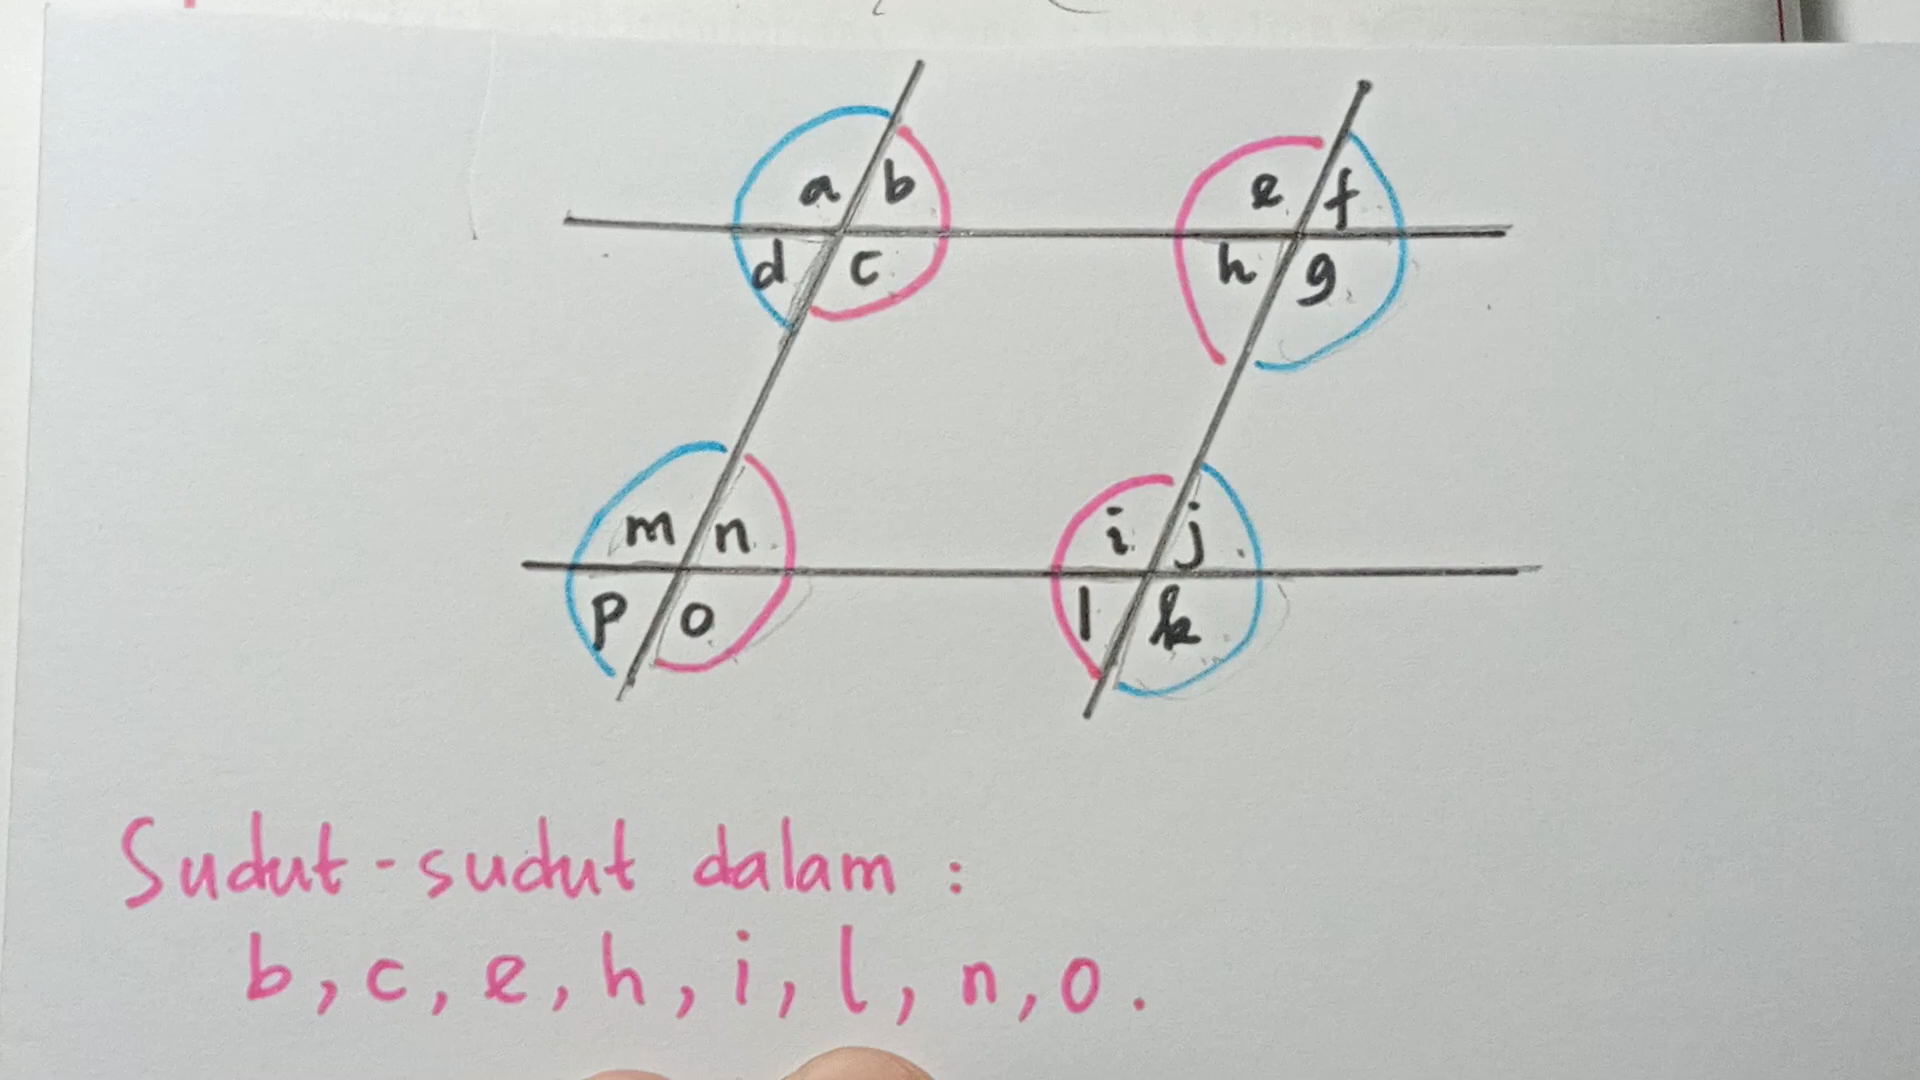 a b e f
d c h g
m n i j
p o l k
Sudut-sudut dalam :
b, c, e, h, i, l, n, o.